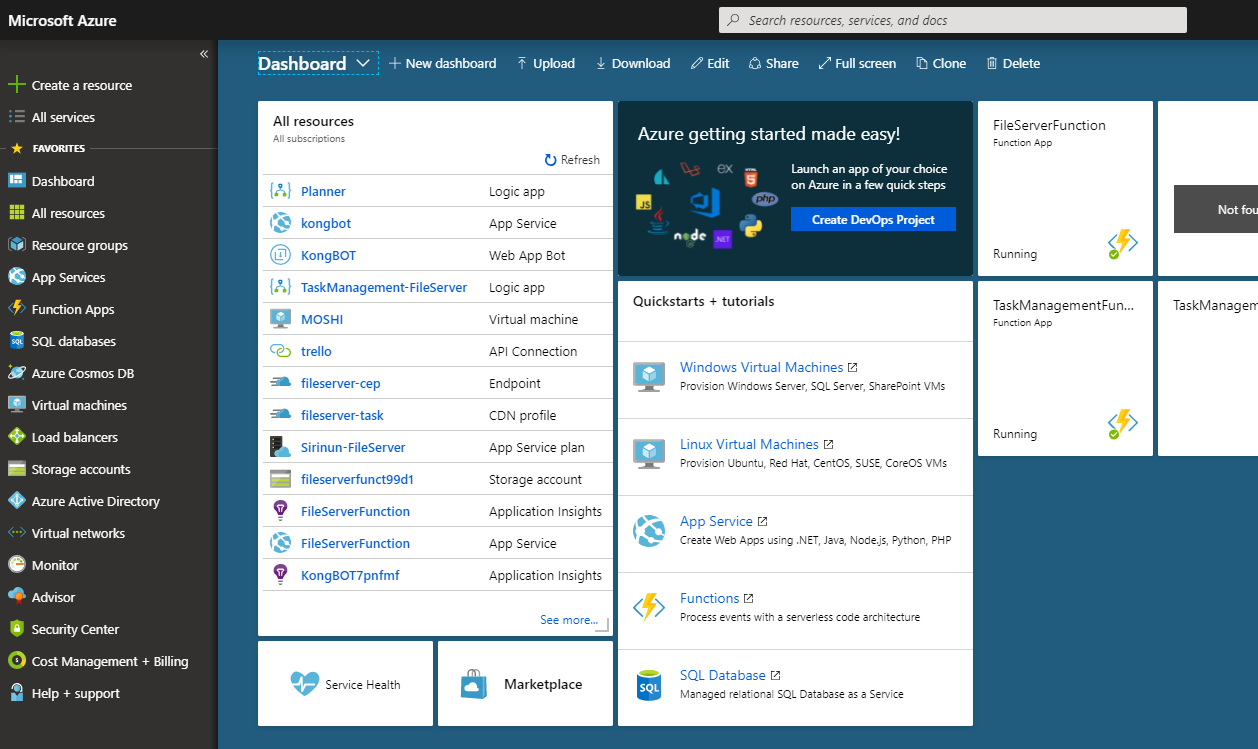 Microsoft Azure
Search resources, services, and docs
«
Create a resource
All services
FAVORITES
Dashboard
All resources
Resource groups
App Services
Function Apps
SQL databases
Azure Cosmos DB
Virtual machines
Load balancers
Storage accounts
Azure Active Directory
Virtual networks
Monitor
Advisor
Security Center
Cost Management + Billing
Help + support
Dashboard
New dashboard
Upload
Download
Edit
Share
Full screen
Clone
Delete
All resources
All subscriptions
Refresh
Planner Logic app
kongbot App Service
KongBOT Web App Bot
TaskManagement-FileServer Logic app
MOSHI Virtual machine
trello API Connection
fileserver-cep Endpoint
fileserver-task CDN profile
Sirinun-FileServer App Service plan
fileserverfunct99d1 Storage account
FileServerFunction Application Insights
FileServerFunction App Service
KongBOT7pnfmf Application Insights
See more...
Service Health
Marketplace
Azure getting started made easy!
EX
HTML
JS
php
node
.NET
Launch an app of your choice
on Azure in a few quick steps
Create DevOps Project
Quickstarts + tutorials
Windows Virtual Machines
Provision Windows Server, SQL Server, SharePoint VMs
Linux Virtual Machines
Provision Ubuntu, Red Hat, CentOS, SUSE, CoreOS VMs
App Service
Create Web Apps using .NET, Java, Node.js, Python, PHP
Functions
Process events with a serverless code architecture
SQL
SQL Database
Managed relational SQL Database as a Service
FileServerFunction
Function App
Running
Not fou
TaskManagementFun...
Function App
Running
TaskManagem